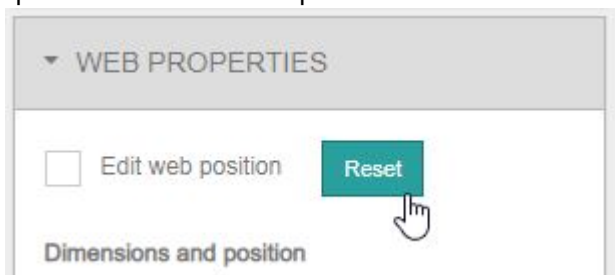 WEB PROPERTIES
Edit web position Reset
Dimensions and position